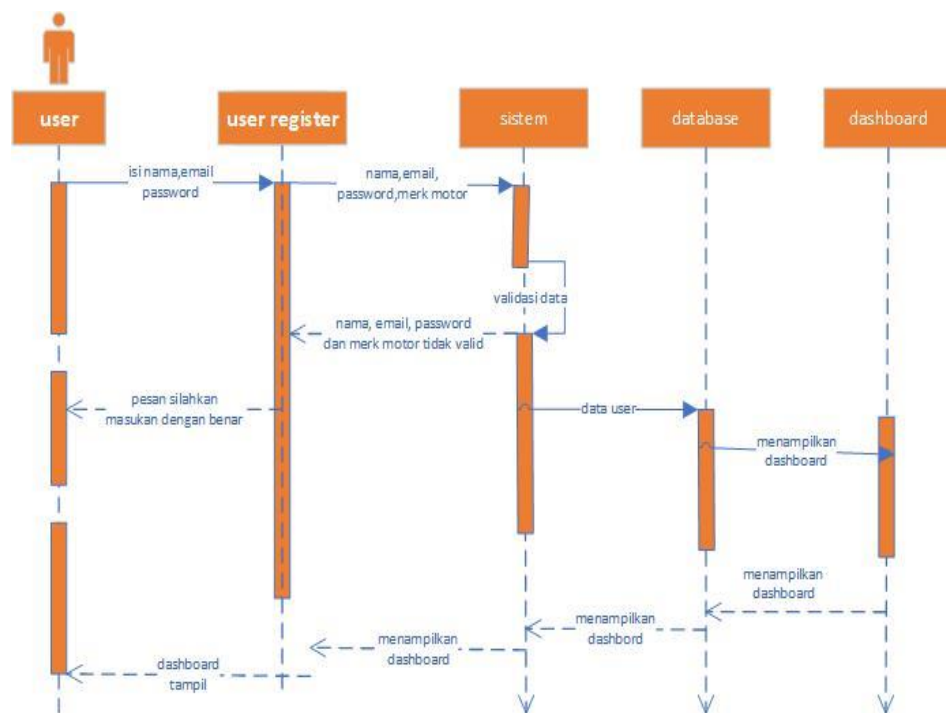 user
user register
sistem
database
dashboard
isi nama,email
password
nama,email,
password,merk motor
validasi data
nama, email, password
dan merk motor tidak valid
pesan silahkan
masukan dengan benar
data user
menampilkan
dashboard
menampilkan
dashboard
menampilkan
dashbord
menampilkan
dashboard
dashboard
tampil